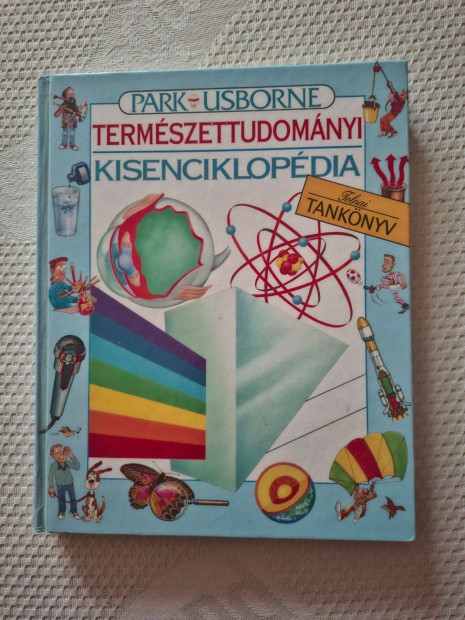 PARK USBORNE
TERMÉSZETTUDOMÁNYI
KISENCIKLOPÉDIA
Tolnai
TANKÖNYV